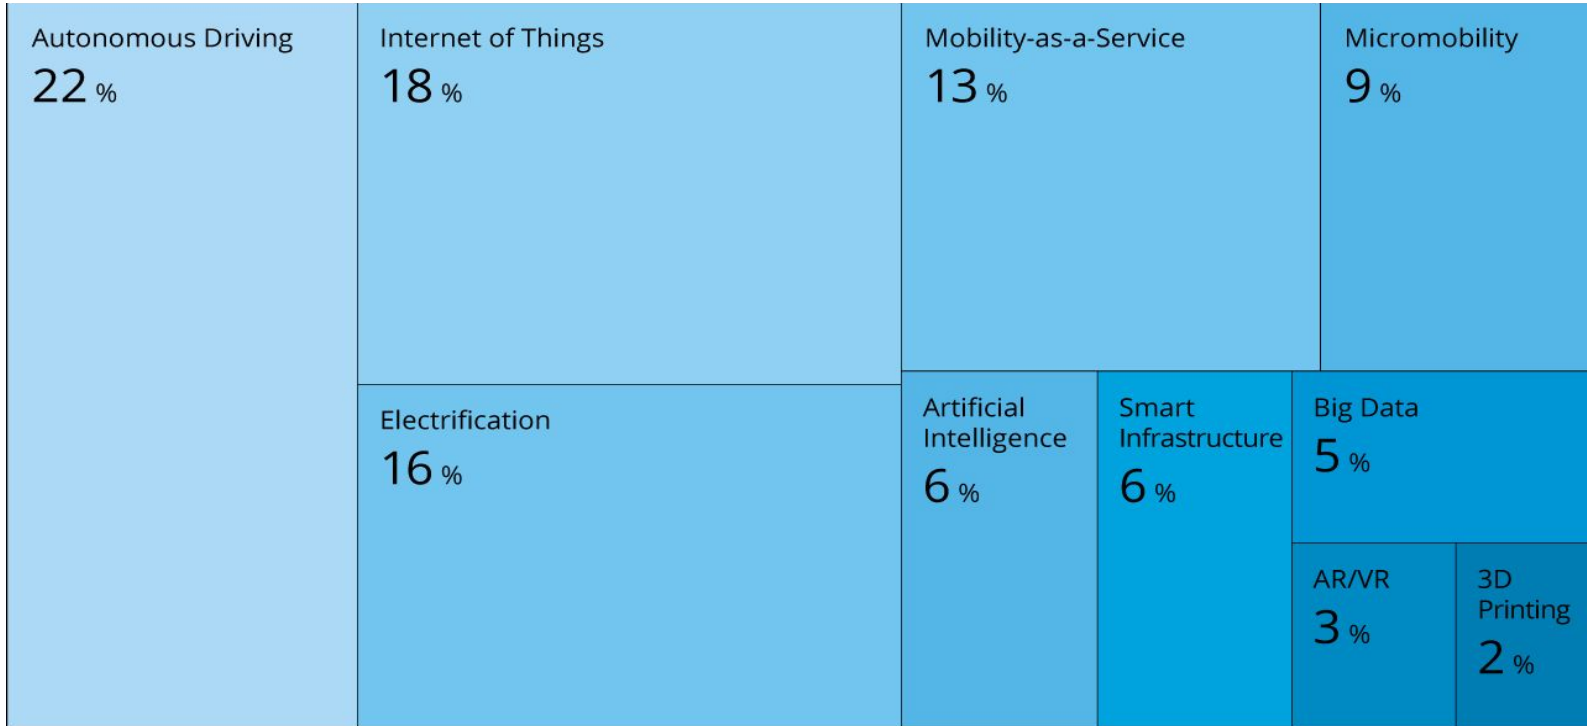 Autonomous Driving
22 %
Internet of Things
18 %
Mobility-as-a-Service
13 %
Micromobility
9 %
Electrification
16 %
Artificial
Intelligence
6 %
Smart
Infrastructure
6 %
Big Data
5 %
AR/VR
3 %
3D
Printing
2 %